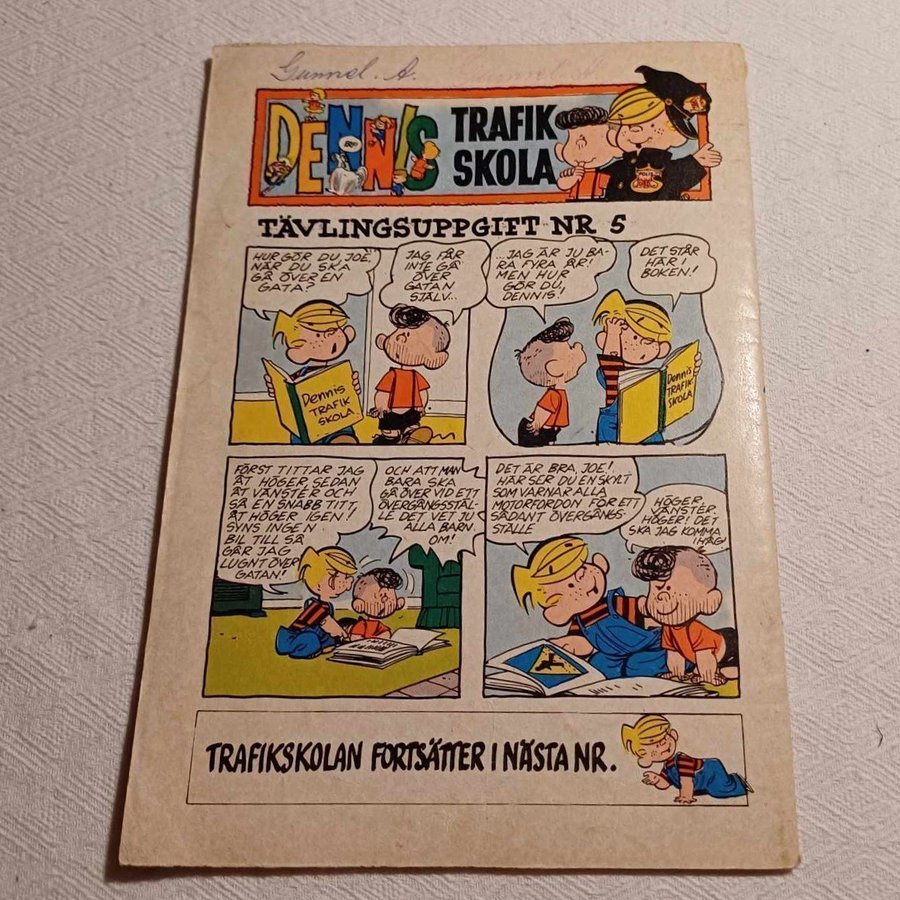 Gunnel. A.
DENNIS
TRAFIK
SKOLA
TÄVLINGSUPPGIFT NR 5
HUR GÖR DU, JOE,
NÄR DU SKA
GÅ ÖVER EN
GATA?
JAG FÅR
INTE GÅ
ÖVER
GATAN
SJÄLV..
Dennis
TRAFIK
SKOLA
...JAG ÄR JU BA-
RA FYRA ÅR!
MEN HUR
GÖR DU,
DENNIS!
DET STÅR
HÄR I
BOKEN!
Dennis
TRAFIK-
SKOLA
FÖRST TITTAR JAG
ÅT HÖGER, SEDAN
ÅT VÄNSTER OCH
SÅ EN SNABB TITT
ÅT HÖGER IGEN!
SYNS INGEN
BIL TILL SÅ
GÅR JAG
LUGNT ÖVER
GATAN!
OCH ATT MAN
BARA SKA
GÅ ÖVER VID ETT
ÖVERGÅNGSSTÄL-
LE DET VET JU
ALLA BARN
OM!
DET ÄR BRA, JOE!
HÄR SER DU EN SKYLT
SOM VARNAR ALLA
MOTORFORDON FÖR ETT
SÅDANT ÖVERGÅNGS-
STÄLLE
HÖGER,
VÄNSTER,
HÖGER! DET
SKA JAG KOMMA
IHÅG!
TRAFIKSKOLAN FORTSÄTTER I NÄSTA NR.